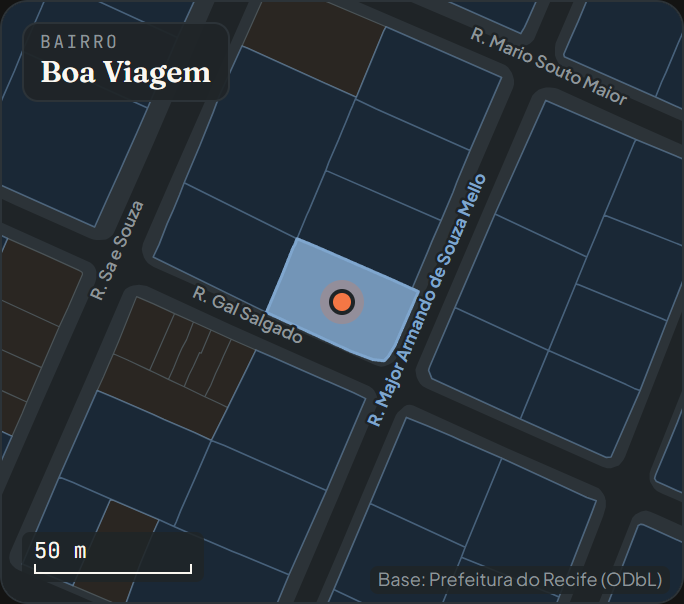 BAIRRO
Boa Viagem
R. Mario Souto Maior
R. Sa e Souza
R. Gal Salgado
R. Major Armando de Souza Mello
50 m
Base: Prefeitura do Recife (ODbL)